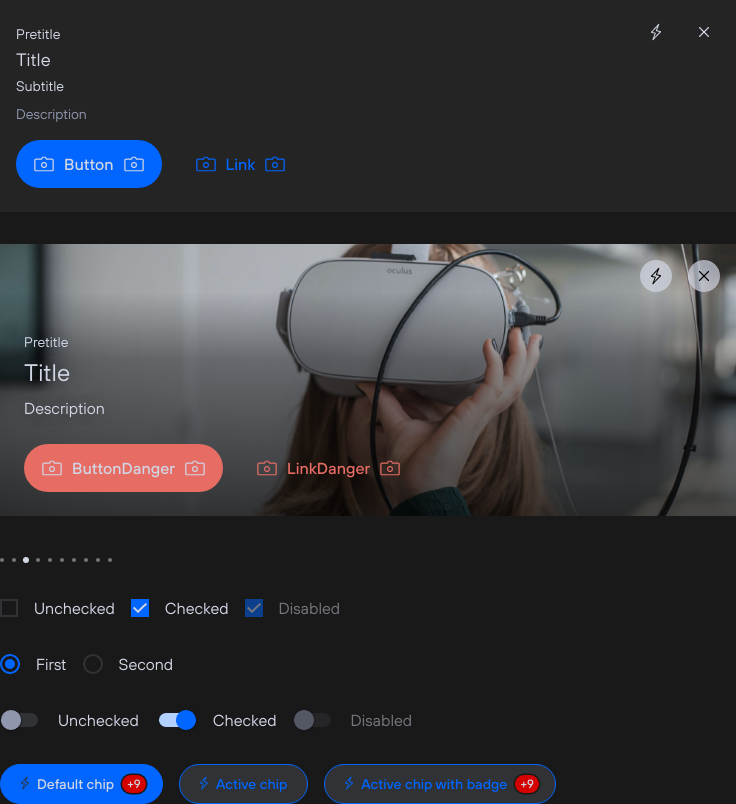 Pretitle
Title
Subtitle
Description
Button Link
oculus
Pretitle
Title
Description
ButtonDanger LinkDanger
Unchecked Checked Disabled
First Second
Unchecked Checked Disabled
Default chip +9 Active chip Active chip with badge +9